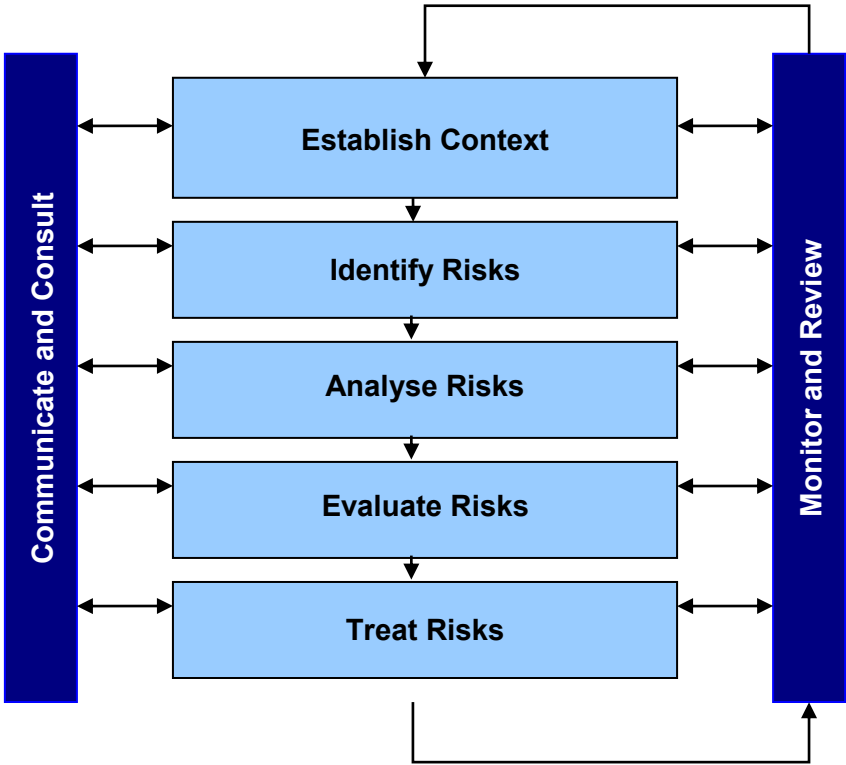 Communicate and Consult
Establish Context
Identify Risks
Analyse Risks
Evaluate Risks
Treat Risks
Monitor and Review